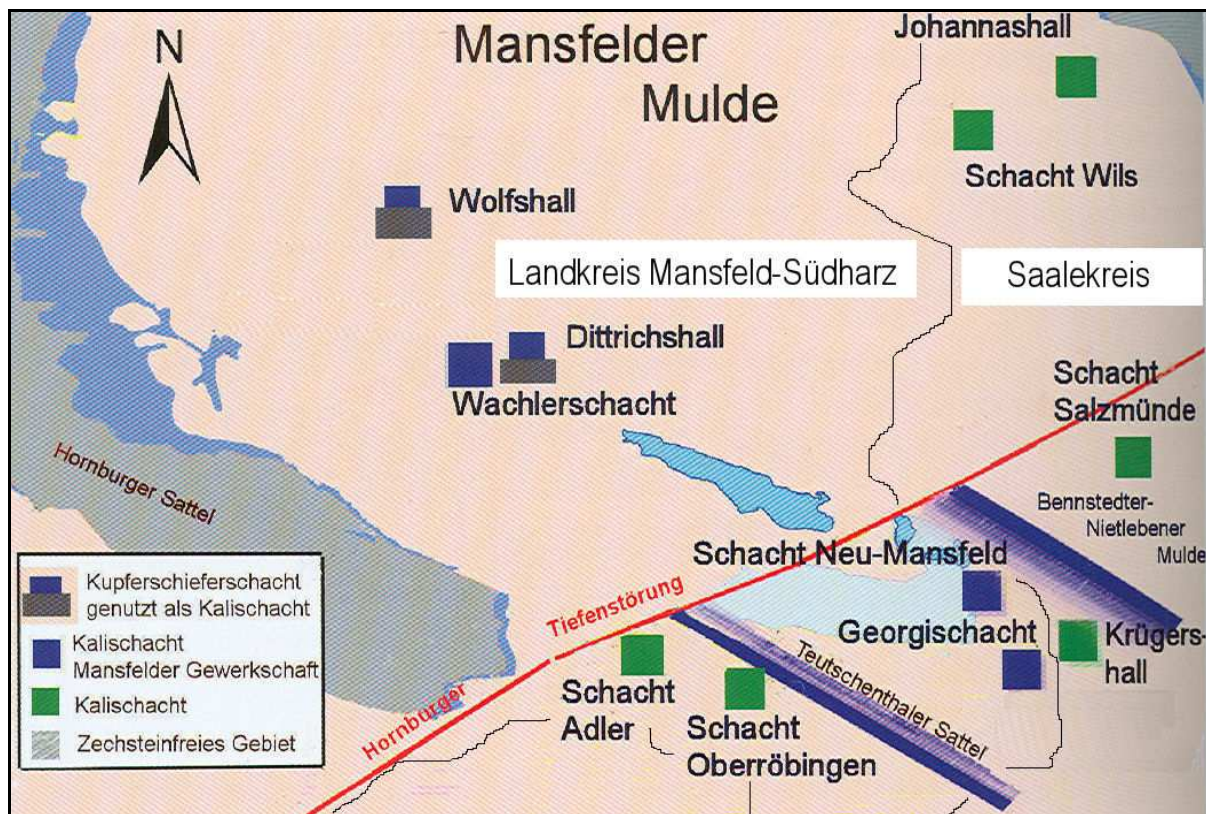 N
Mansfelder
Mulde
Johannashall
Schacht Wils
Wolfshall
Landkreis Mansfeld-Südharz
Saalekreis
Dittrichshall
Wachlerschacht
Schacht
Salzmünde
Hornburger Sattel
Bennstedter-
Nietlebener
Mulde
Schacht Neu-Mansfeld
Tiefenstörung
Hornburger
Georgischacht
Krügers-
hall
Teutschenthaler Sattel
Schacht
Adler
Schacht
Oberröbingen
Kupferschieferschacht
genutzt als Kalischacht
Kalischacht
Mansfelder Gewerkschaft
Kalischacht
Zechsteinfreies Gebiet